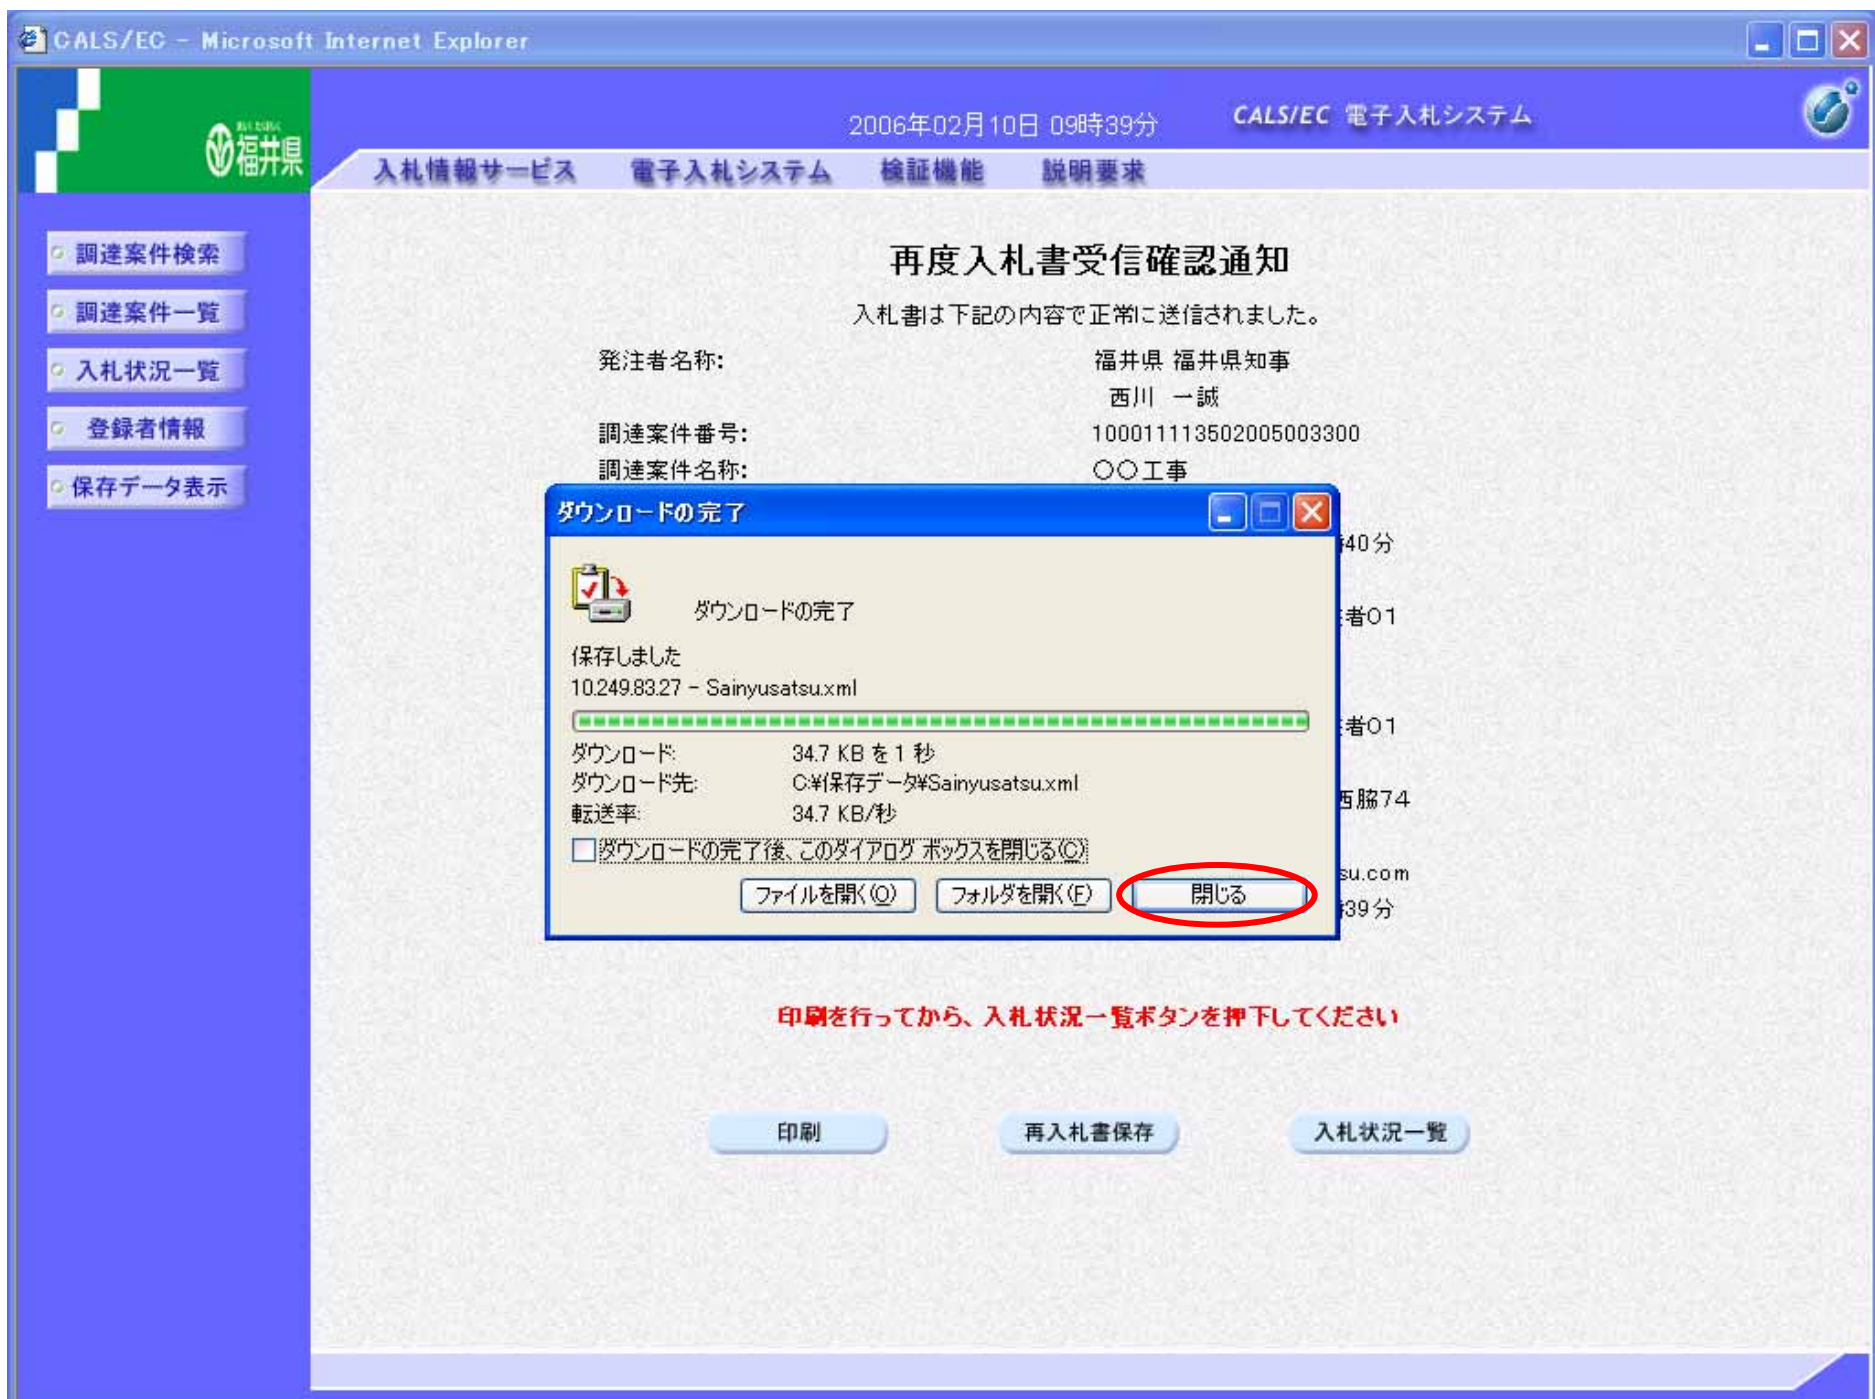 CALS/EC - Microsoft Internet Explorer
福井県
2006年02月10日 09時39分
CALS/EC 電子入札システム
入札情報サービス 電子入札システム 検証機能 説明要求
調達案件検索
調達案件一覧
入札状況一覧
登録者情報
保存データ表示
再度入札書受信確認通知
入札書は下記の内容で正常に送信されました。
発注者名称: 福井県 福井県知事
西川 一誠
調達案件番号: 1000111135020050033​00
調達案件名称: 〇〇工事
40分
者01
者01
西脇74
su.com
39分
ダウンロードの完了
ダウンロードの完了
保存しました
10.249.83.27 - Sainyusatsu.xml
ダウンロード: 34.7 KB を 1 秒
ダウンロード先: C:¥保存データ¥Sainyusatsu.xml
転送率: 34.7 KB/秒
ダウンロードの完了後、このダイアログ ボックスを閉じる(C)
ファイルを開く(O) フォルダを開く(F) 閉じる
印刷を行ってから、入札状況一覧ボタンを押下してください
印刷 再入札書保存 入札状況一覧